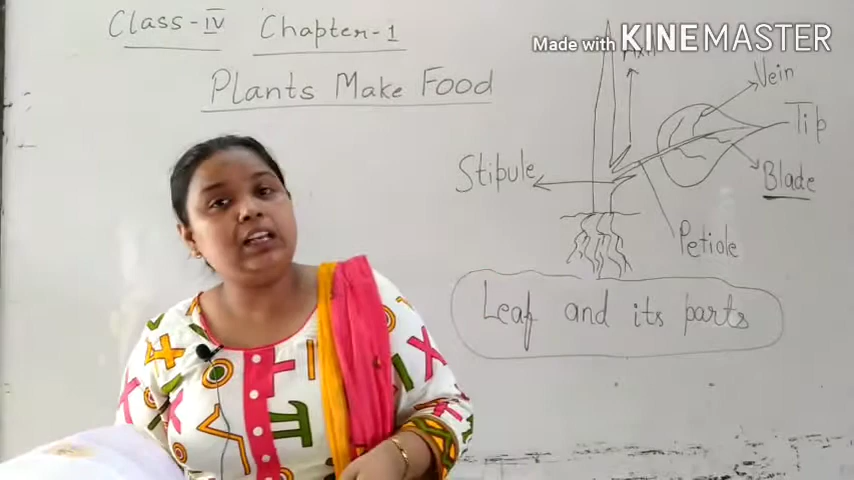 Class - IV Chapter - 1
Plants Make Food
Made with KINEMASTER
Vein
Tip
Stipule
Blade
Petiole
Leaf and its parts